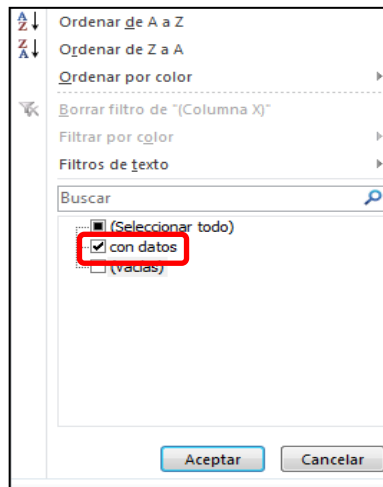 Ordenar de A a Z
Ordenar de Z a A
Ordenar por color
Borrar filtro de "(Columna X)"
Filtrar por color
Filtros de texto
Buscar
(Seleccionar todo)
con datos
(Vacías)
Aceptar Cancelar